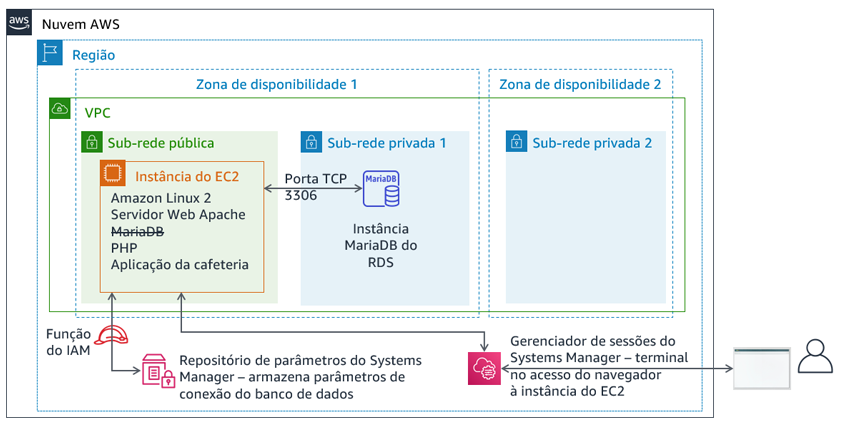 aws
Nuvem AWS
Região
Zona de disponibilidade 1
Zona de disponibilidade 2
VPC
Sub-rede pública
Sub-rede privada 1
Sub-rede privada 2
Instância do EC2
Amazon Linux 2
Servidor Web Apache
MariaDB
PHP
Aplicação da cafeteria
Porta TCP
3306
MariaDB
Instância
MariaDB do
RDS
Função
do IAM
Repositório de parâmetros do Systems
Manager – armazena parâmetros de
conexão do banco de dados
Gerenciador de sessões do
Systems Manager – terminal
no acesso do navegador
à instância do EC2